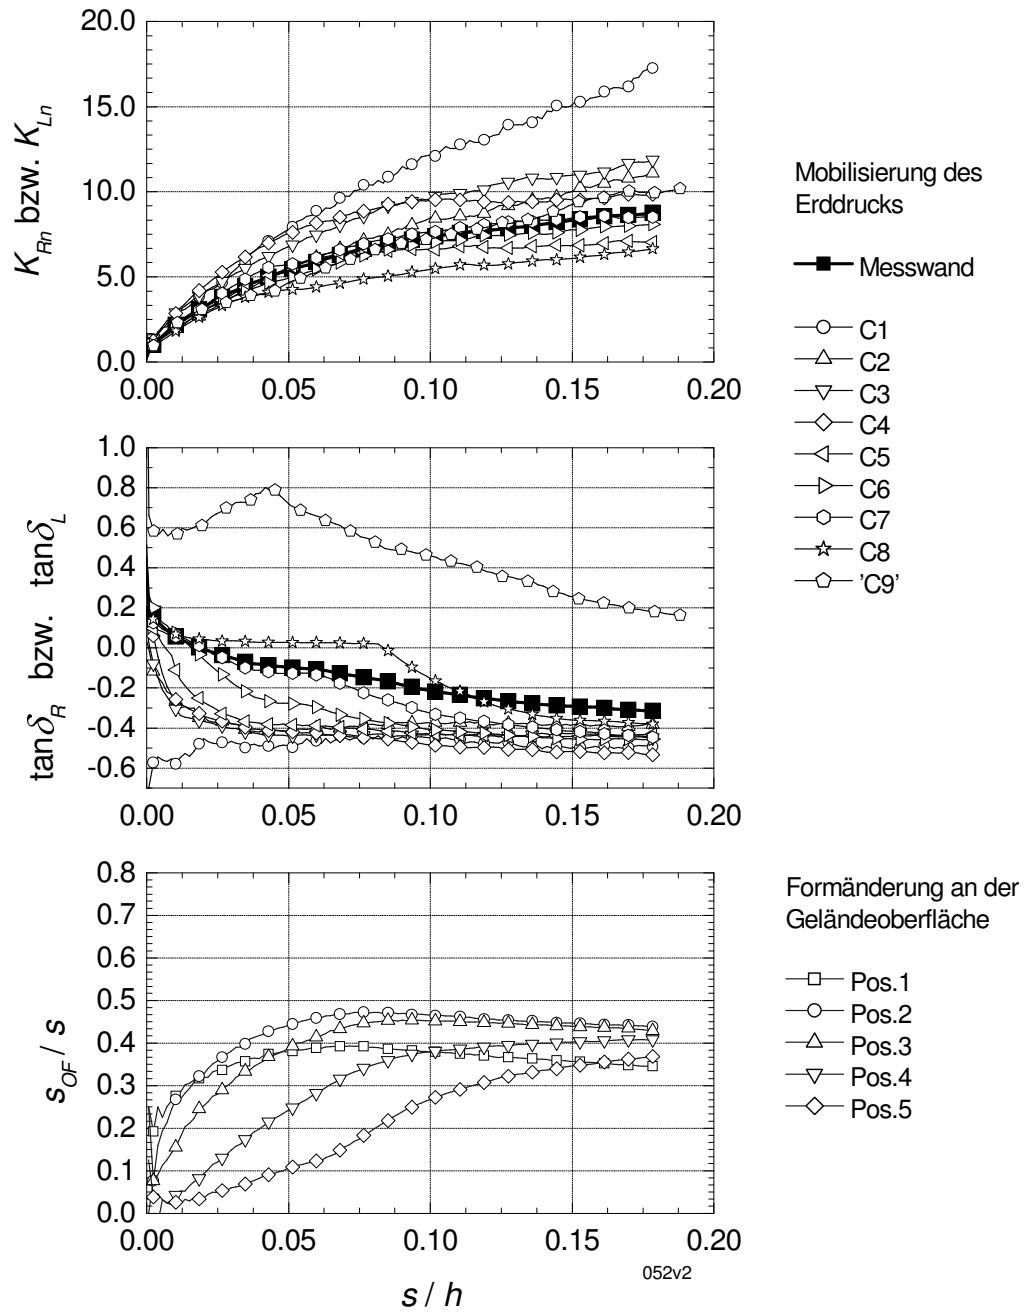 20.0
15.0
10.0
5.0
0.0
K_Rn bzw. K_Ln
0.00 0.05 0.10 0.15 0.20
Mobilisierung des
Erddrucks
Messwand
C1
C2
C3
C4
C5
C6
C7
C8
'C9'
1.0
0.8
0.6
0.4
0.2
0.0
-0.2
-0.4
-0.6
tanδ_R bzw. tanδ_L
0.00 0.05 0.10 0.15 0.20
0.8
0.7
0.6
0.5
0.4
0.3
0.2
0.1
0.0
s_OF / s
0.00 0.05 0.10 0.15 0.20
Formänderung an der
Geländeoberfläche
Pos.1
Pos.2
Pos.3
Pos.4
Pos.5
052v2
s / h